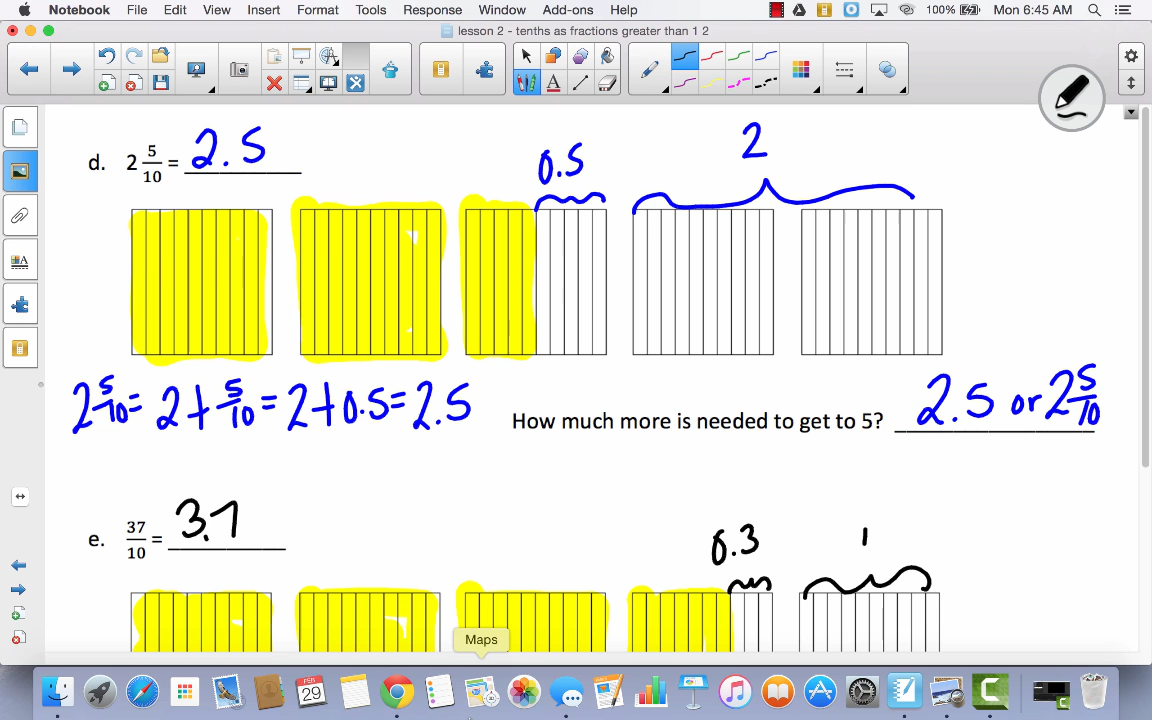 Notebook File Edit View Insert Format Tools Response Window Add-ons Help 100% Mon 6:45 AM
lesson 2 - tenths as fractions greater than 1 2
d. 2 5/10 = 2.5
0.5
2
2 5/10 = 2 + 5/10 = 2 + 0.5 = 2.5
How much more is needed to get to 5? 2.5 or 2 5/10
e. 37/10 = 3.7
0.3
1
Maps
FEB
29